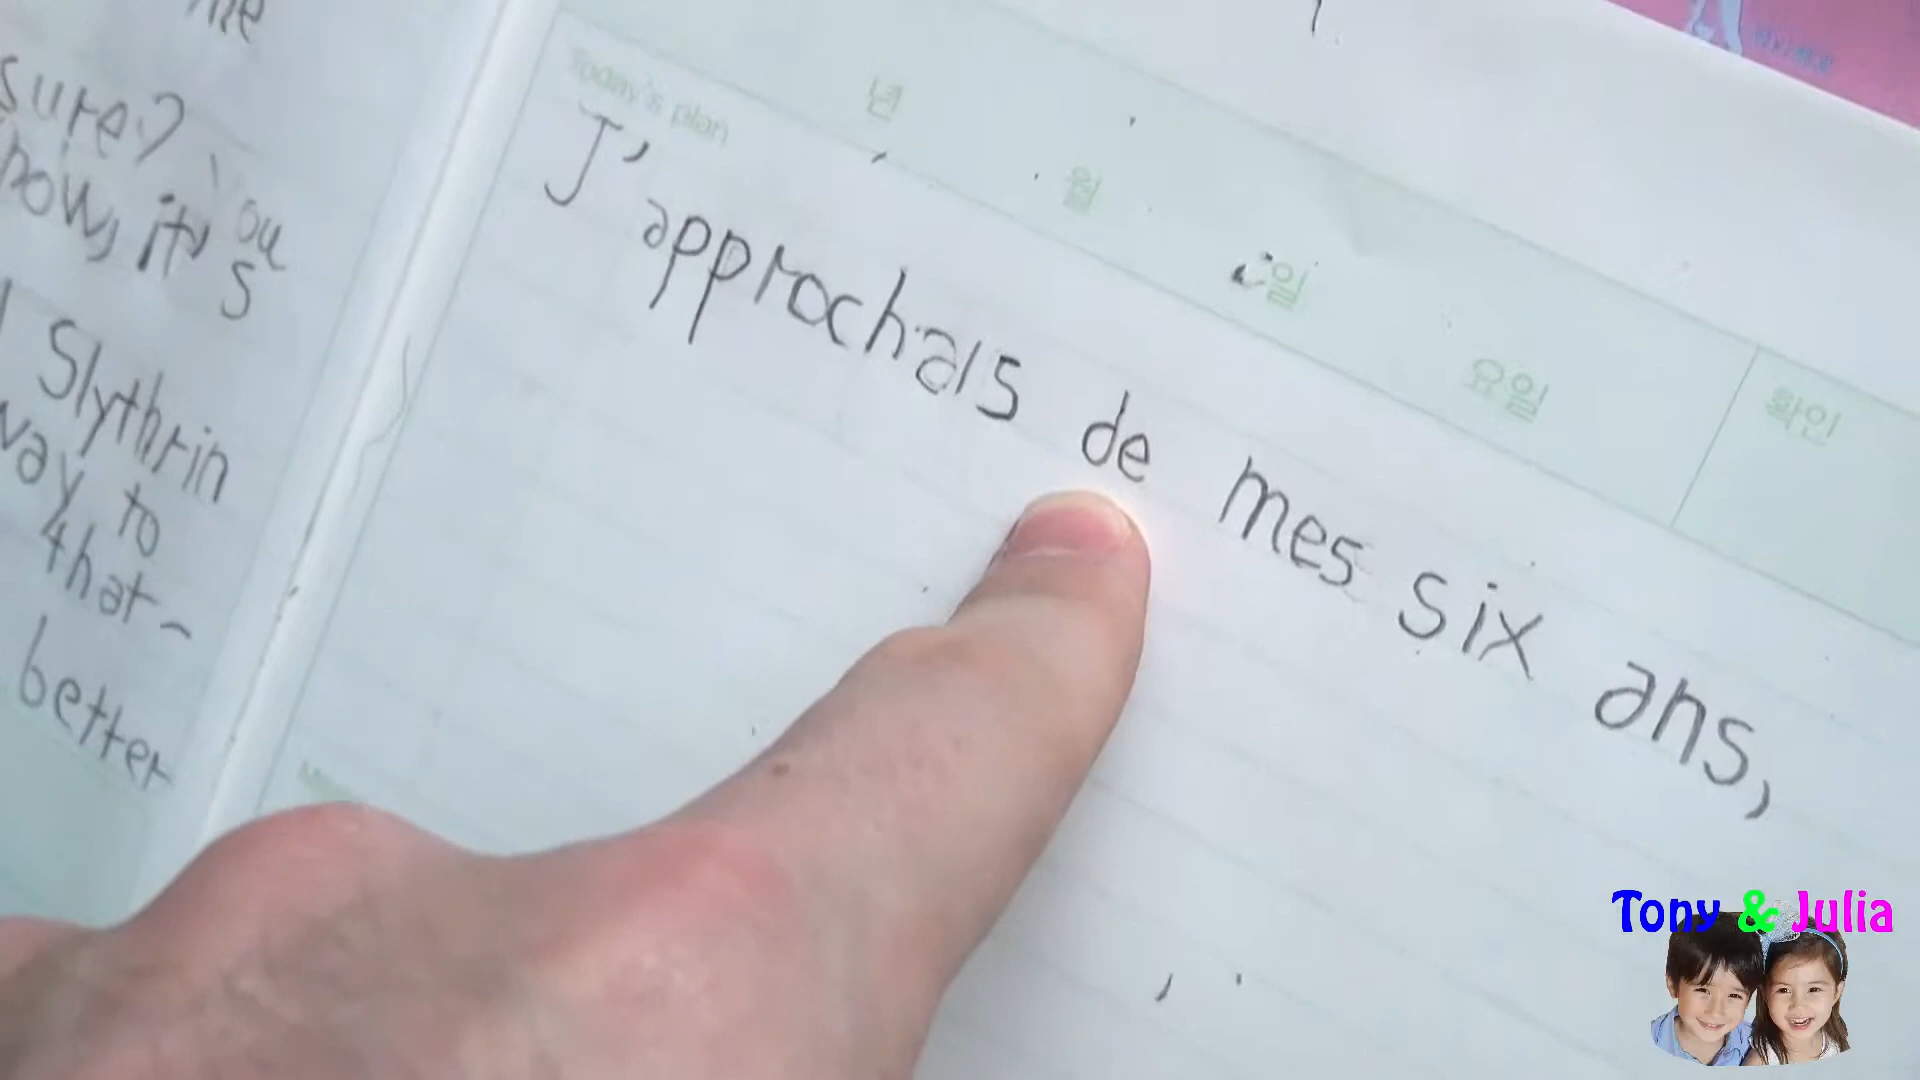 sure?
now, it's
ou
Slythrin
way to
that~
better
Today's plan
년
월
일
요일
확인
J'approchais de mes six ans,
Tony & Julia